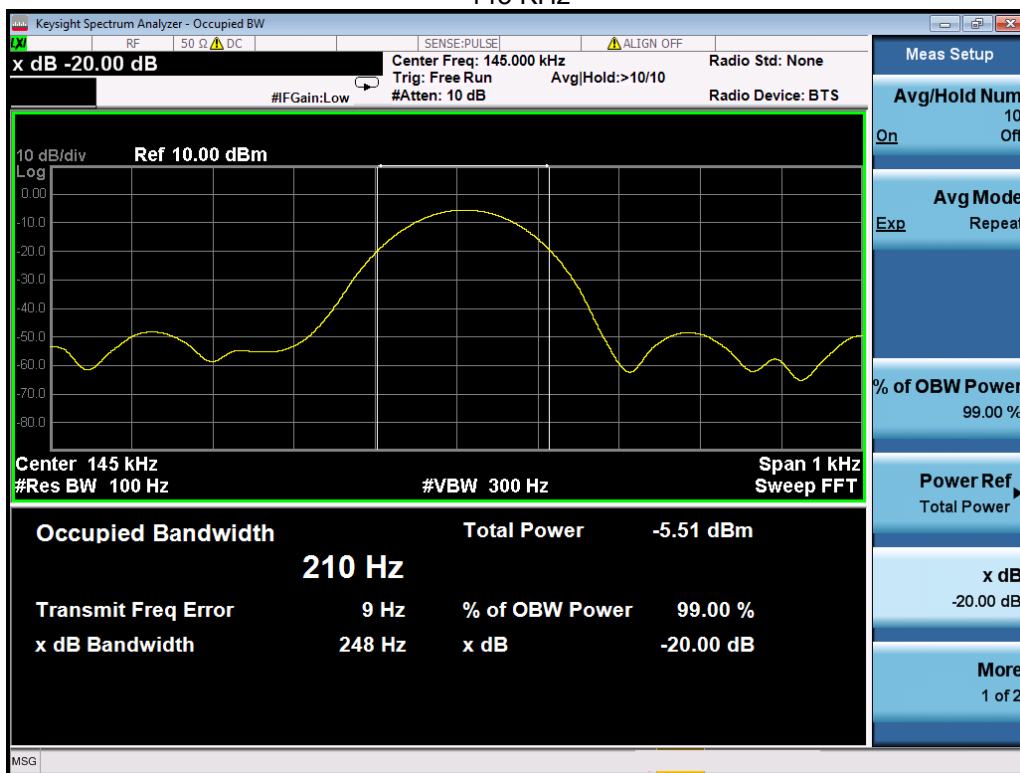 Keysight Spectrum Analyzer - Occupied BW
LXI RF 50 Ω DC SENSE:PULSE ALIGN OFF
x dB -20.00 dB
Center Freq: 145.000 kHz Radio Std: None
Trig: Free Run Avg|Hold:>10/10
#IFGain:Low #Atten: 10 dB Radio Device: BTS
10 dB/div Ref 10.00 dBm
Log
0.00
-10.0
-20.0
-30.0
-40.0
-50.0
-60.0
-70.0
-80.0
Center 145 kHz Span 1 kHz
#Res BW 100 Hz #VBW 300 Hz Sweep FFT
Occupied Bandwidth Total Power -5.51 dBm
210 Hz
Transmit Freq Error 9 Hz % of OBW Power 99.00 %
x dB Bandwidth 248 Hz x dB -20.00 dB
Meas Setup
Avg/Hold Num
10
On Off
Avg Mode
Exp Repeat
% of OBW Power
99.00 %
Power Ref
Total Power
x dB
-20.00 dB
More
1 of 2
MSG